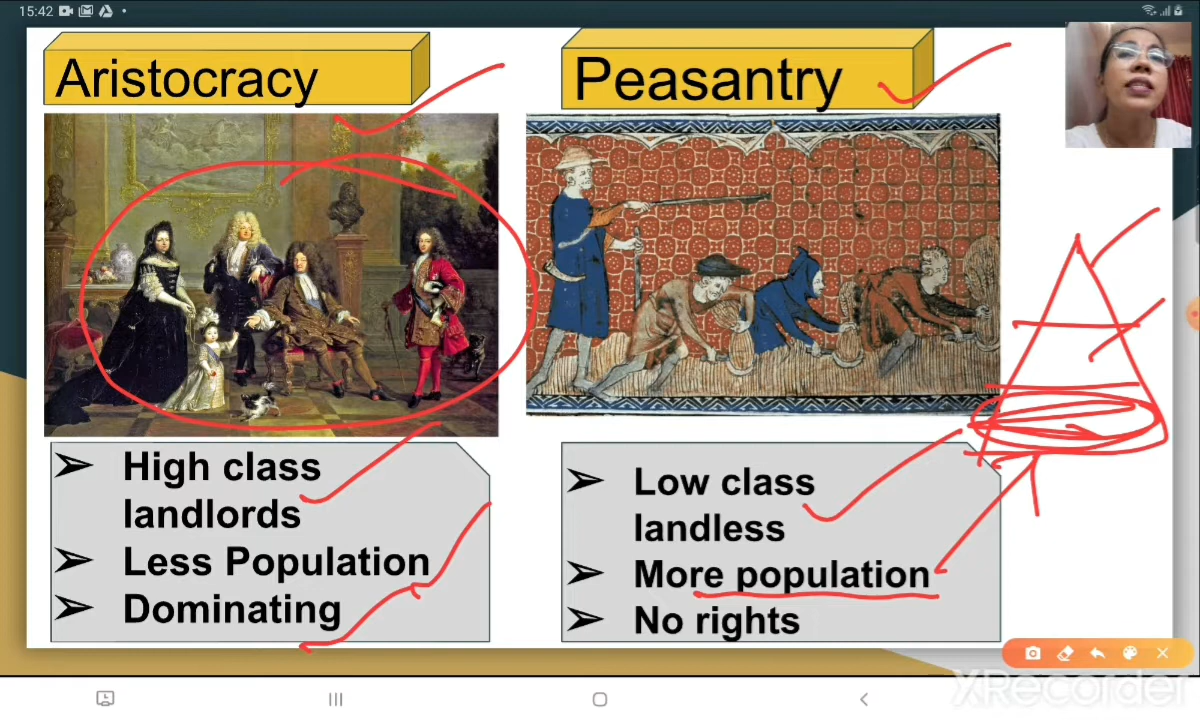 15:42
Aristocracy
Peasantry
➤ High class
landlords
➤ Less Population
➤ Dominating
➤ Low class
landless
➤ More population
➤ No rights
XRecorder